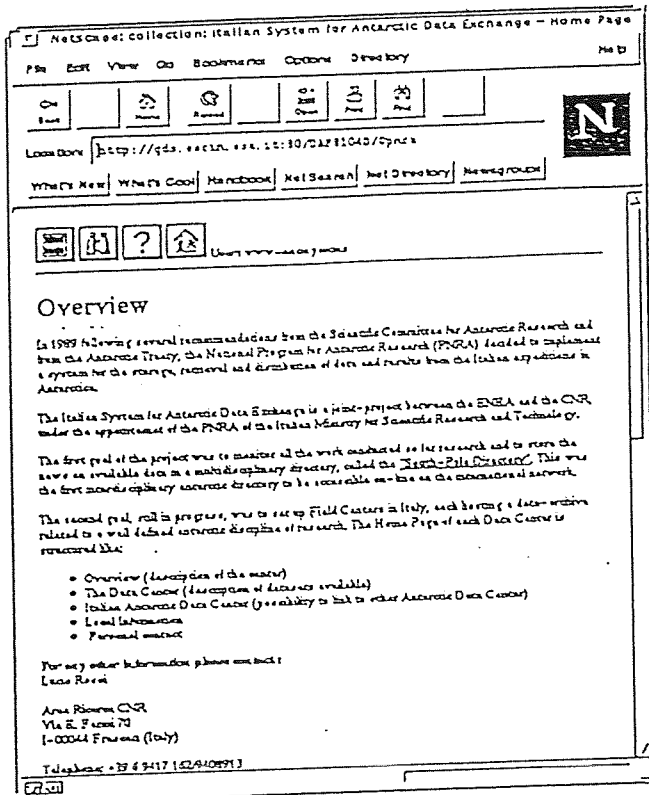 Netscape: collection: Italian System for Antarctic Data Exchange - Home Page
File Edit View Go Bookmarks Options Directory Help
Back Home Reload Open Print Find
N
Location:
What's New What's Cool Handbook Net Search Net Directory Newsgroups
?
Overview
In 1989 following several recommendations from the Scientific Committee for Antarctic Research and
from the Antarctic Treaty, the National Program for Antarctic Research (PNRA) decided to implement
a system for the storage, retrieval and distribution of data and results from the Italian expeditions in
Antarctica.
The Italian System for Antarctic Data Exchange is a joint-project between the ENEA and the CNR
under the appointment of the PNRA of the Italian Ministry for Scientific Research and Technology.
The first goal of the project was to monitor all the work conducted so far research and to store the
available data in a multidisciplinary directory, called the "South-Pole Directory". This was
the first multidisciplinary antarctic directory to be accessible on-line on the international network.
The second goal, still in progress, was to set up Field Centers in Italy, each hosting a data-archive
related to a well defined antarctic discipline of research. The Home Page of each Data Center is
structured like:
• Overview (description of the center)
• The Data Center (description of datasets available)
• Italian Antarctic Data Center (possibility to link to other Antarctic Data Center)
• Local Information
• Personal contact
For any other information please contact:
Rossi
Area Ricerca CNR
Via E. Fermi
I-00044 Frascati (Italy)
Telephone: